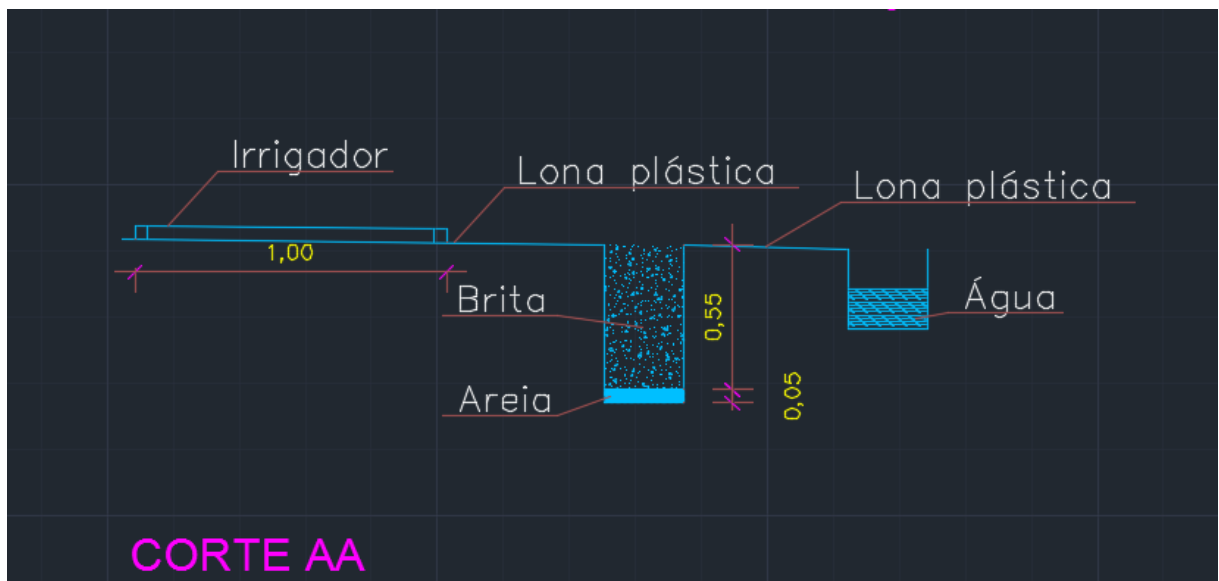 Irrigador
Lona plástica
Lona plástica
1,00
Brita
0,55
Água
Areia
0,05
CORTE AA